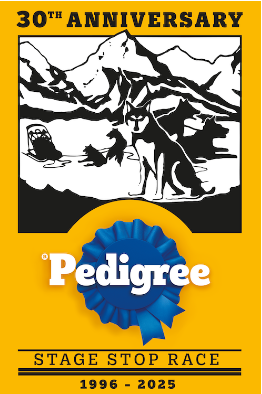 30TH ANNIVERSARY
® Pedigree
STAGE STOP RACE
1996 - 2025